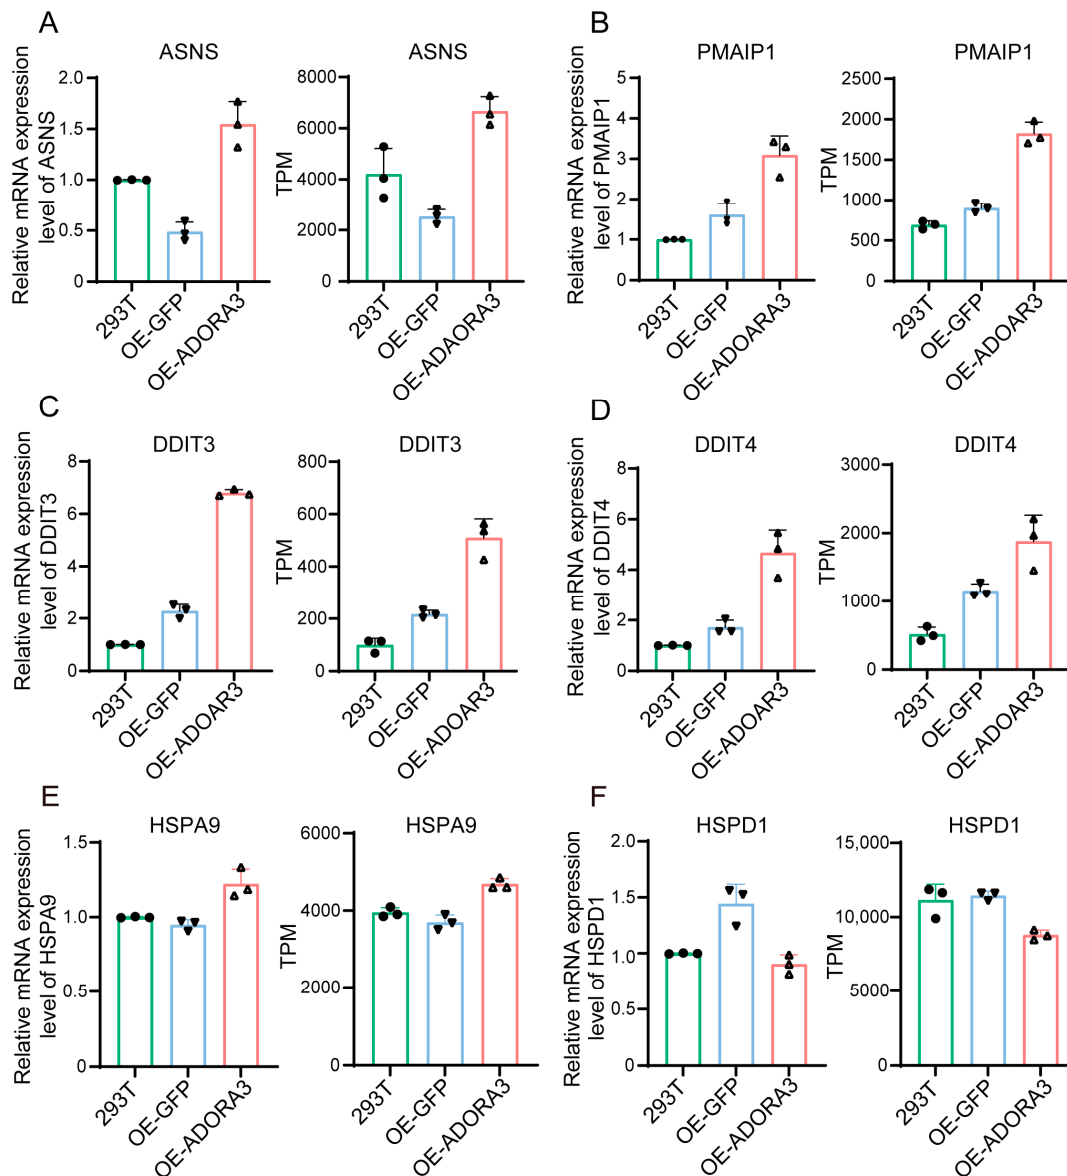 A
ASNS
Relative mRNA expression
level of ASNS
2.0
1.5
1.0
0.5
0
293T
OE-GFP
OE-ADORA3
ASNS
TPM
8000
6000
4000
2000
0
293T
OE-GFP
OE-ADAORA3
B
PMAIP1
Relative mRNA expression
level of PMAIP1
5
4
3
2
1
0
293T
OE-GFP
OE-ADOARA3
PMAIP1
TPM
2500
2000
1500
1000
500
0
293T
OE-GFP
OE-ADOAR3
C
DDIT3
Relative mRNA expression
level of DDIT3
8
6
4
2
0
293T
OE-GFP
OE-ADOAR3
DDIT3
TPM
800
600
400
200
0
293T
OE-GFP
OE-ADOAR3
D
DDIT4
Relative mRNA expression
level of DDIT4
8
6
4
2
0
293T
OE-GFP
OE-ADOAR3
DDIT4
TPM
3000
2000
1000
0
293T
OE-GFP
OE-ADOAR3
E
HSPA9
Relative mRNA expression
level of HSPA9
1.5
1.0
0.5
0
293T
OE-GFP
OE-ADORA3
HSPA9
TPM
6000
4000
2000
0
293T
OE-GFP
OE-ADORA3
F
HSPD1
Relative mRNA expression
level of HSPD1
2.0
1.5
1.0
0.5
0
293T
OE-GFP
OE-ADORA3
HSPD1
TPM
15,000
10,000
5000
0
293T
OE-GFP
OE-ADORA3